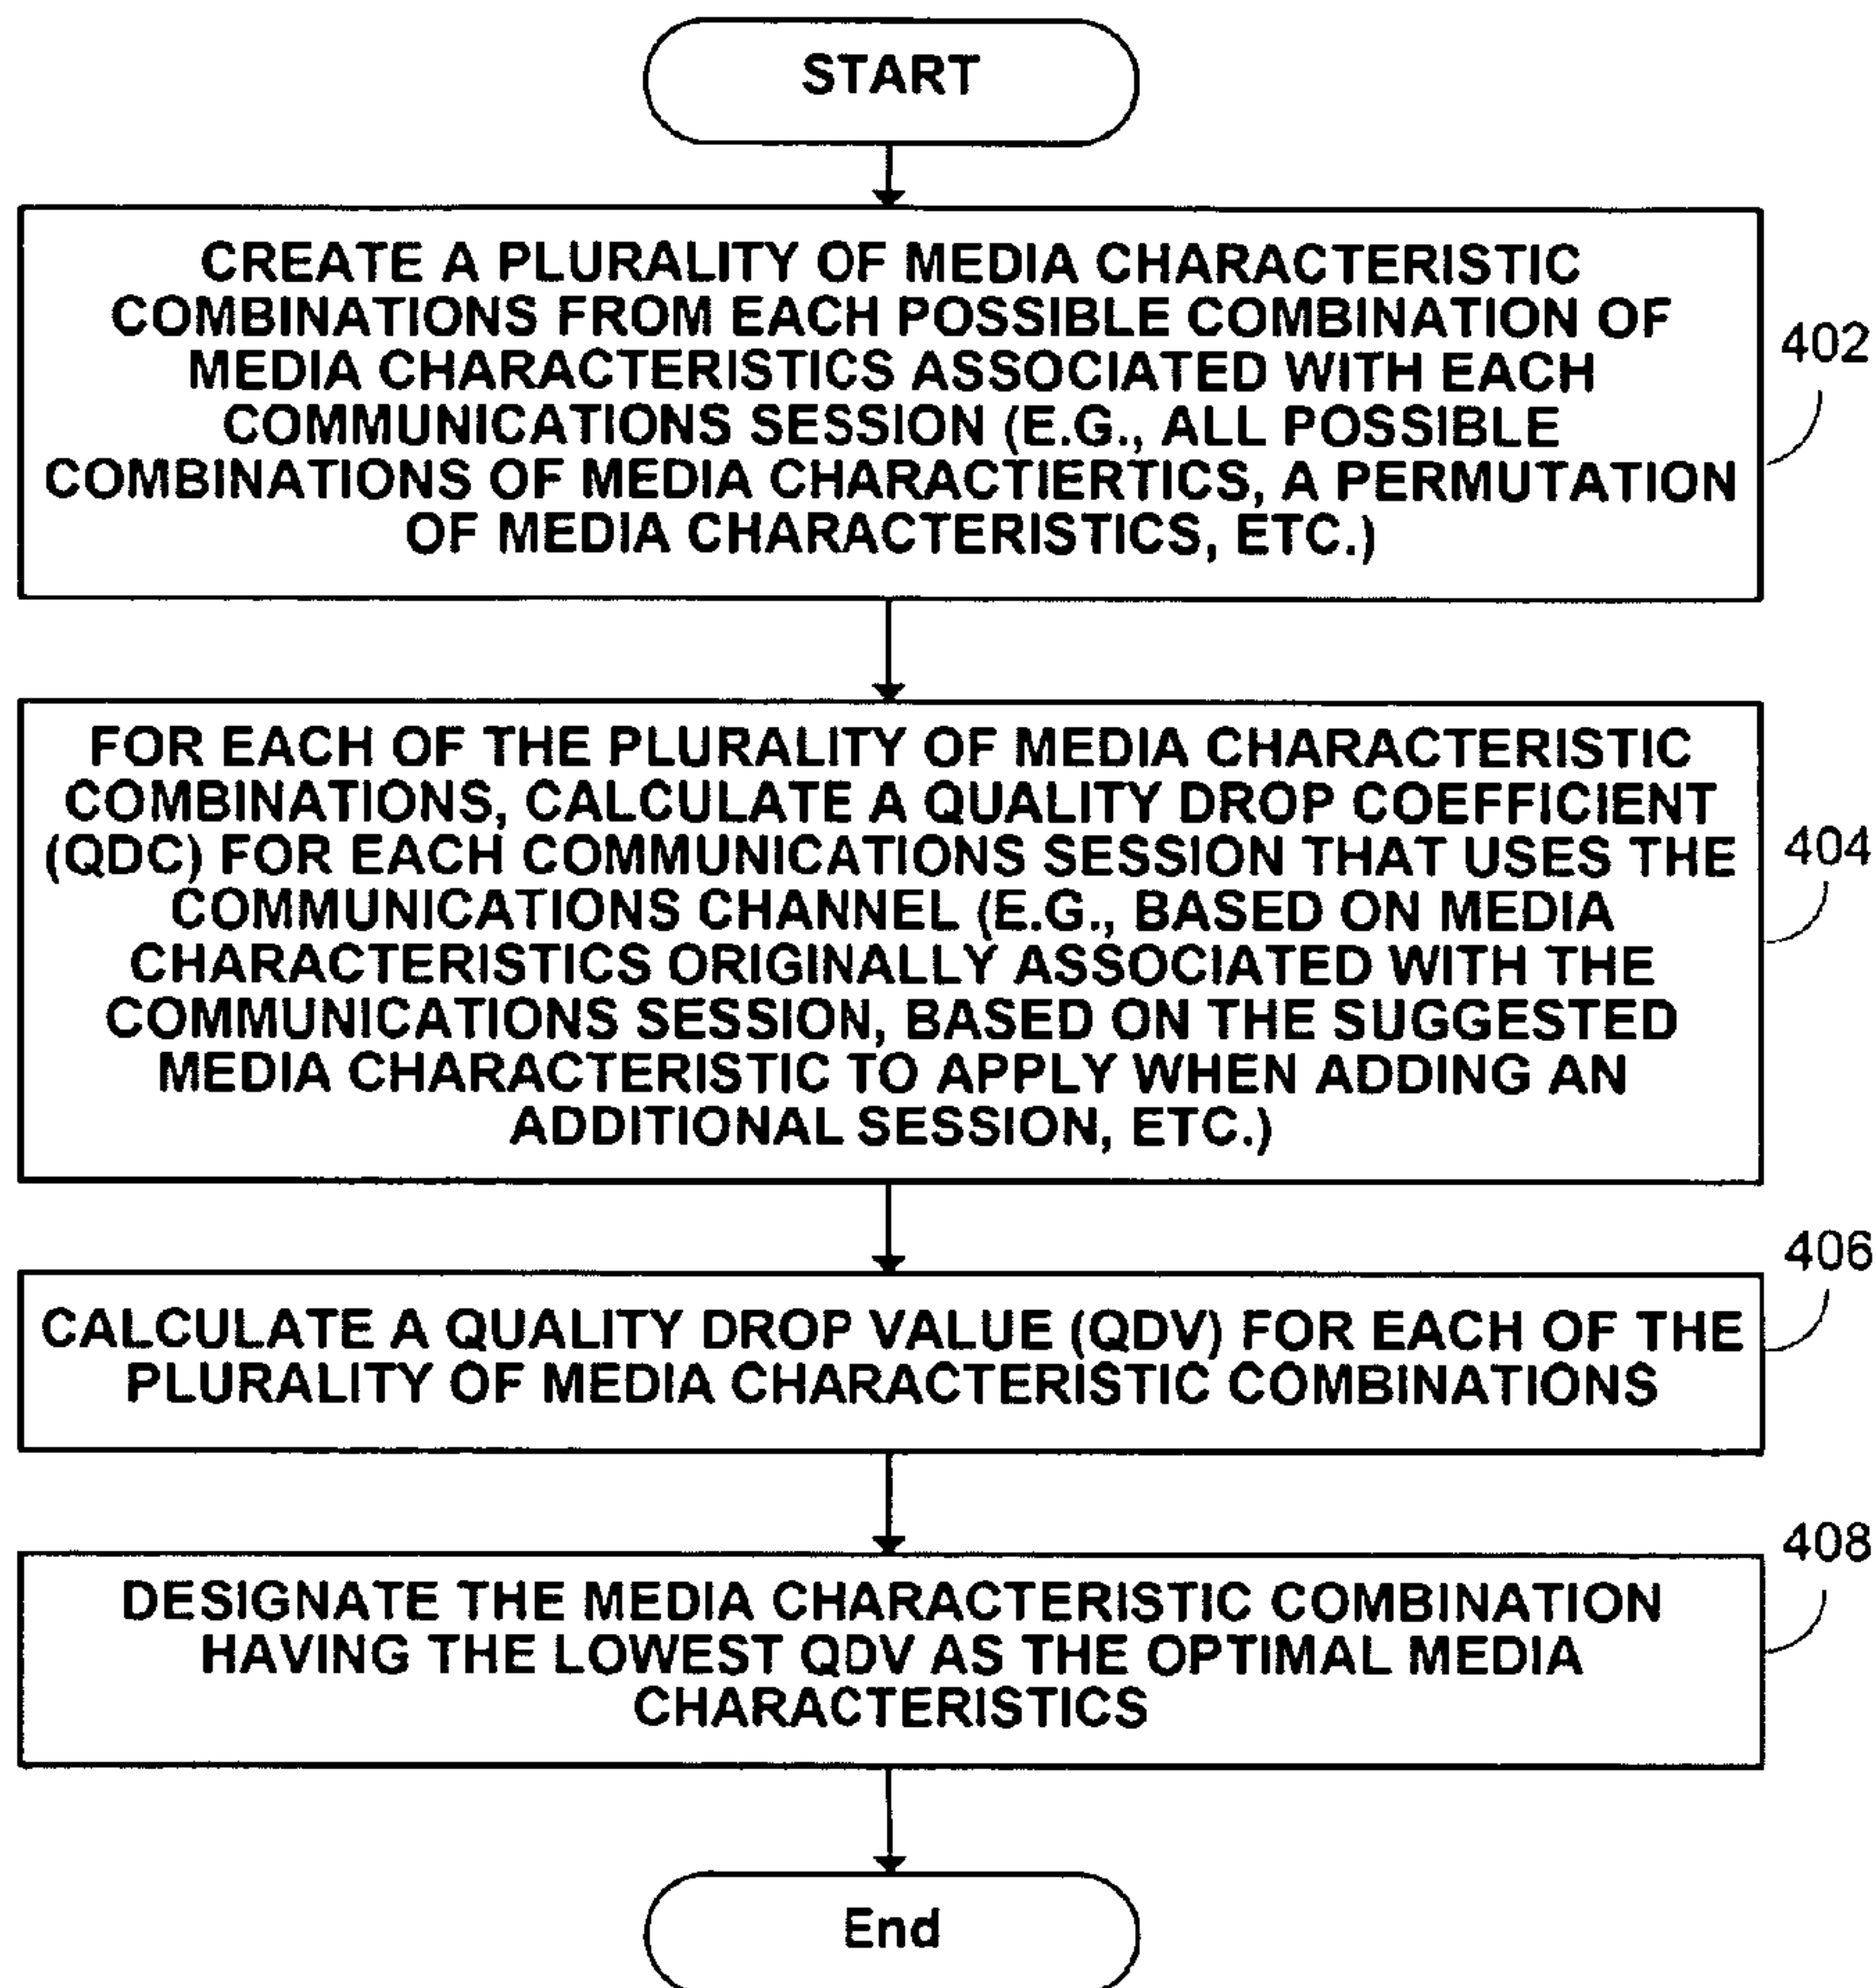 START
CREATE A PLURALITY OF MEDIA CHARACTERISTIC
COMBINATIONS FROM EACH POSSIBLE COMBINATION OF
MEDIA CHARACTERISTICS ASSOCIATED WITH EACH
COMMUNICATIONS SESSION (E.G., ALL POSSIBLE
COMBINATIONS OF MEDIA CHARACTIERTICS, A PERMUTATION
OF MEDIA CHARACTERISTICS, ETC.)
402
FOR EACH OF THE PLURALITY OF MEDIA CHARACTERISTIC
COMBINATIONS, CALCULATE A QUALITY DROP COEFFICIENT
(QDC) FOR EACH COMMUNICATIONS SESSION THAT USES THE
COMMUNICATIONS CHANNEL (E.G., BASED ON MEDIA
CHARACTERISTICS ORIGINALLY ASSOCIATED WITH THE
COMMUNICATIONS SESSION, BASED ON THE SUGGESTED
MEDIA CHARACTERISTIC TO APPLY WHEN ADDING AN
ADDITIONAL SESSION, ETC.)
404
CALCULATE A QUALITY DROP VALUE (QDV) FOR EACH OF THE
PLURALITY OF MEDIA CHARACTERISTIC COMBINATIONS
406
DESIGNATE THE MEDIA CHARACTERISTIC COMBINATION
HAVING THE LOWEST QDV AS THE OPTIMAL MEDIA
CHARACTERISTICS
408
End